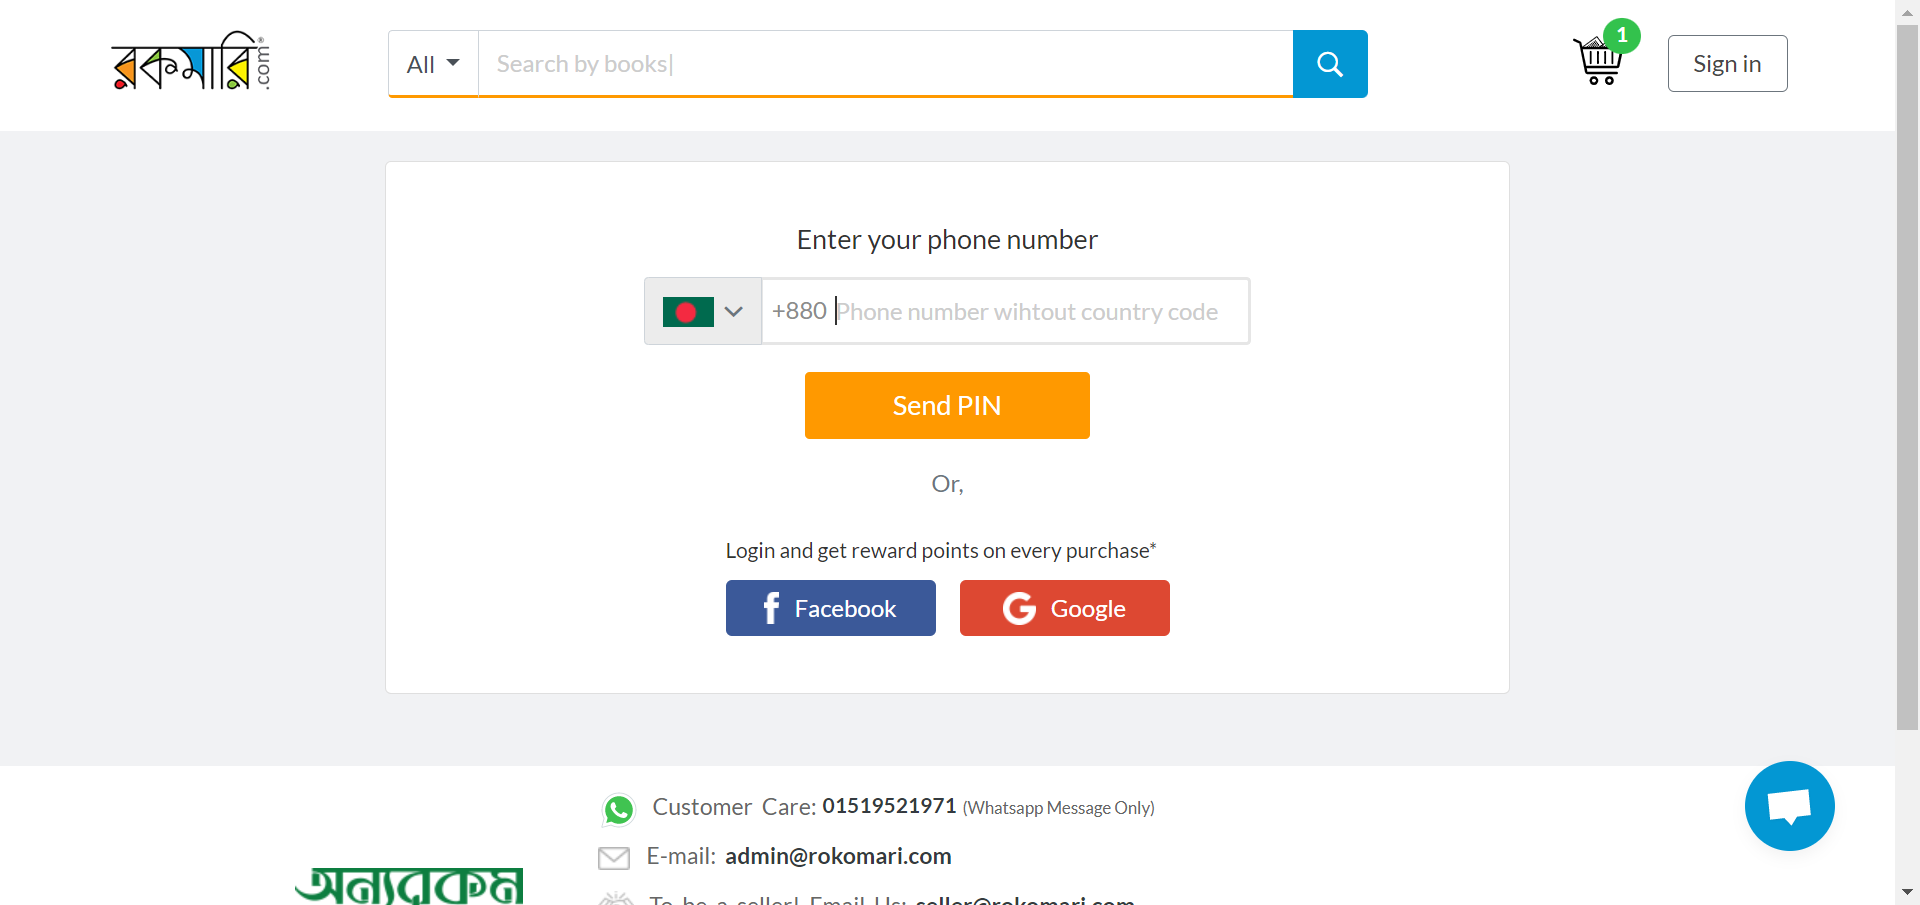 রকমারি.com®
All
Search by books
1
Sign in
Enter your phone number
+880 Phone number wihtout country code
Send PIN
Or,
Login and get reward points on every purchase*
Facebook
Google
Customer Care: 01519521971 (Whatsapp Message Only)
E-mail: admin@rokomari.com
অন্যরকম
To be a seller! Email Us: seller@rokomari.com